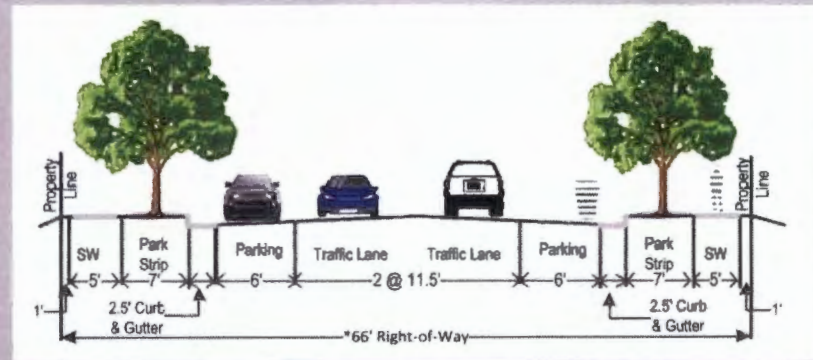 Property
Line
Property
Line
SW
Park
Strip
Parking
Traffic Lane
Traffic Lane
Parking
Park
Strip
SW
5'
7'
6'
2 @ 11.5'
6'
7'
5'
1'
2.5' Curb
& Gutter
2.5' Curb
& Gutter
1'
*66' Right-of-Way